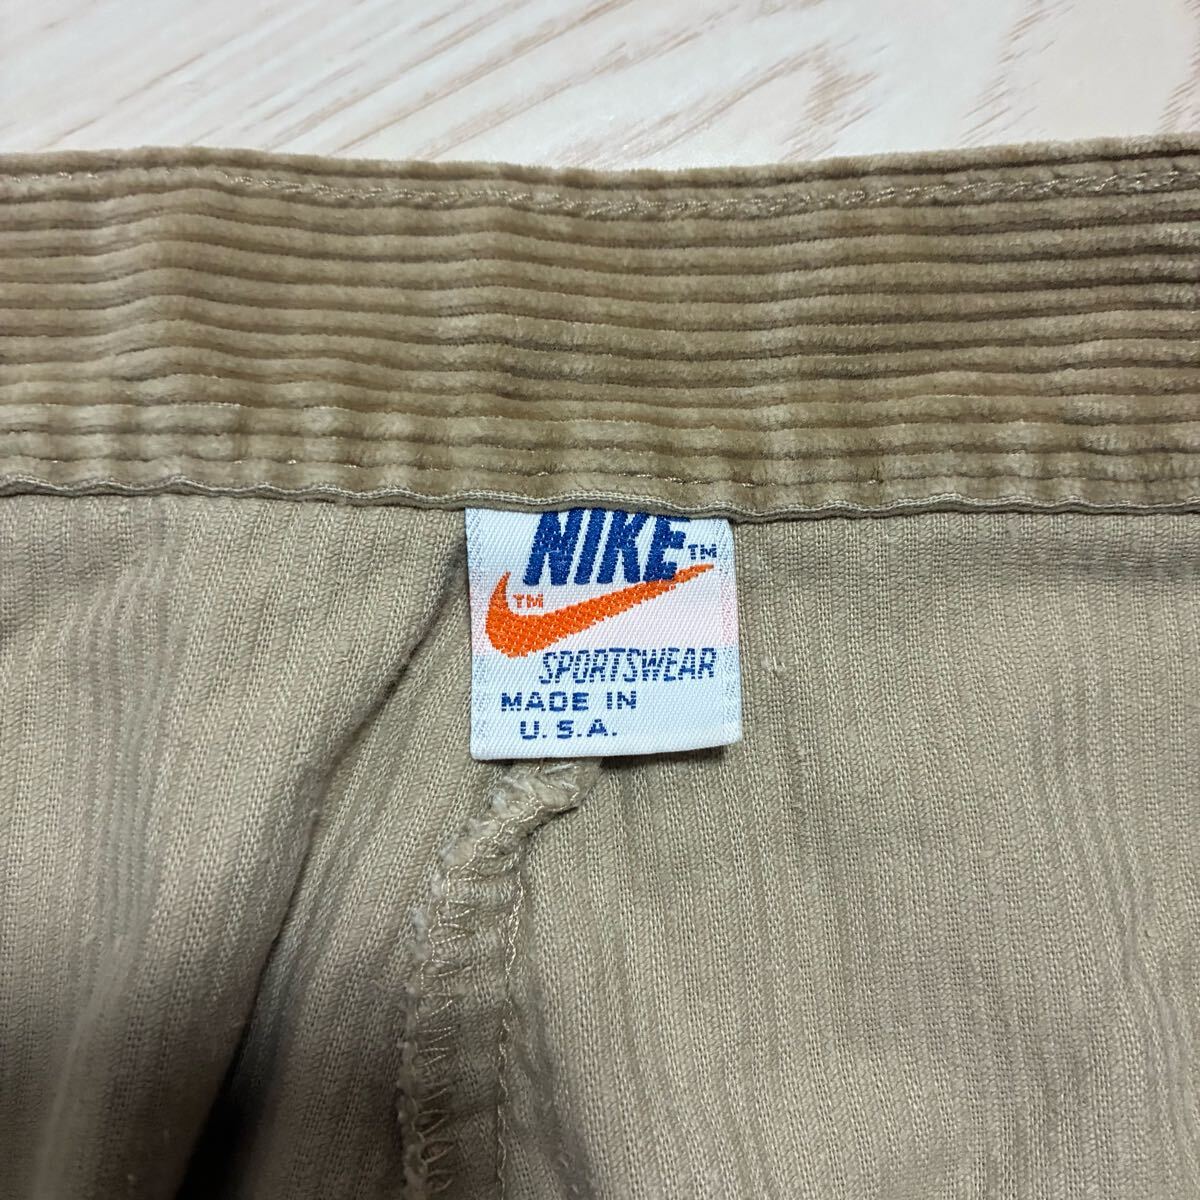 NIKE™
™
SPORTSWEAR
MADE IN
U.S.A.